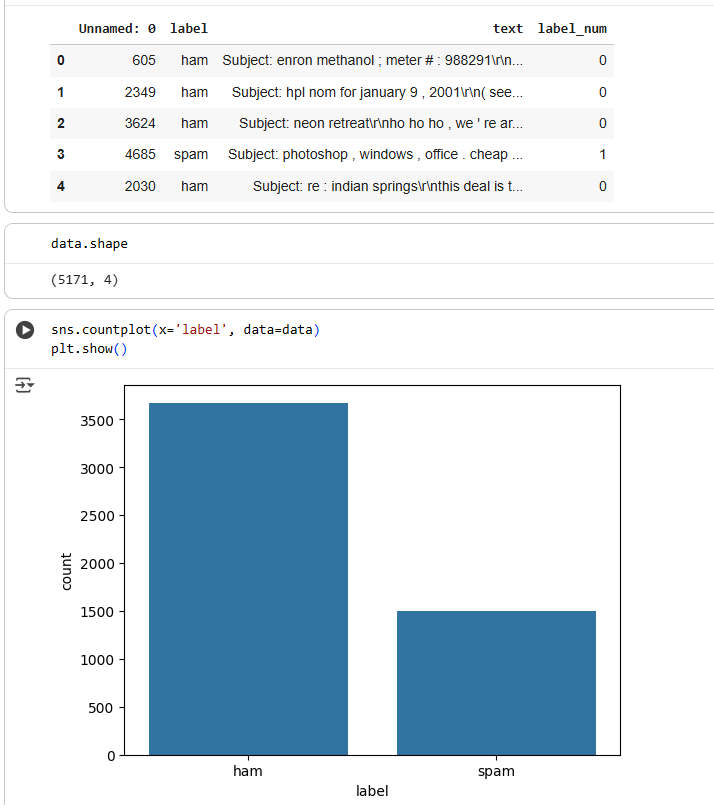 Unnamed: 0 label text label_num
0 605 ham Subject: enron methanol ; meter # : 988291\r\n... 0
1 2349 ham Subject: hpl nom for january 9 , 2001\r\n( see... 0
2 3624 ham Subject: neon retreat\r\nho ho ho , we ' re ar... 0
3 4685 spam Subject: photoshop , windows , office . cheap ... 1
4 2030 ham Subject: re : indian springs\r\nthis deal is t... 0
data.shape
(5171, 4)
sns.countplot(x='label', data=data)
plt.show()
3500
3000
2500
2000
1500
1000
500
0
count
ham spam
label